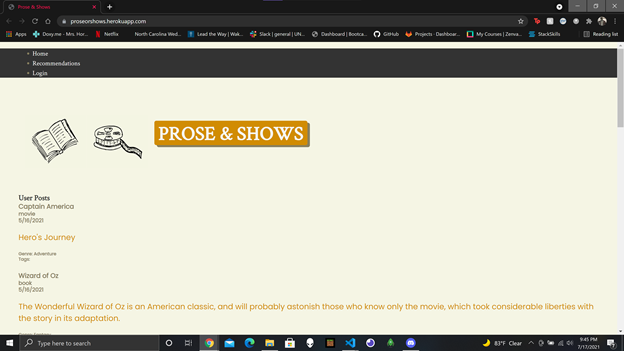 Prose & Shows
proseorshows.herokuapp.com
Apps
Doxy.me - Mrs. Hor...
Netflix
North Carolina Wed...
Lead the Way | Wak...
Slack | general | UN...
Dashboard | Bootca...
GitHub
Projects · Dashboar...
My Courses | Zenva...
StackSkills
Reading list
Home
Recommendations
Login
PROSE & SHOWS
User Posts
Captain America
movie
5/16/2021
Hero's Journey
Genre: Adventure
Tags:
Wizard of Oz
book
5/16/2021
The Wonderful Wizard of Oz is an American classic, and will probably astonish those who know only the movie, which took considerable liberties with
the story in its adaptation.
Type here to search
83°F Clear
9:45 PM
7/17/2021